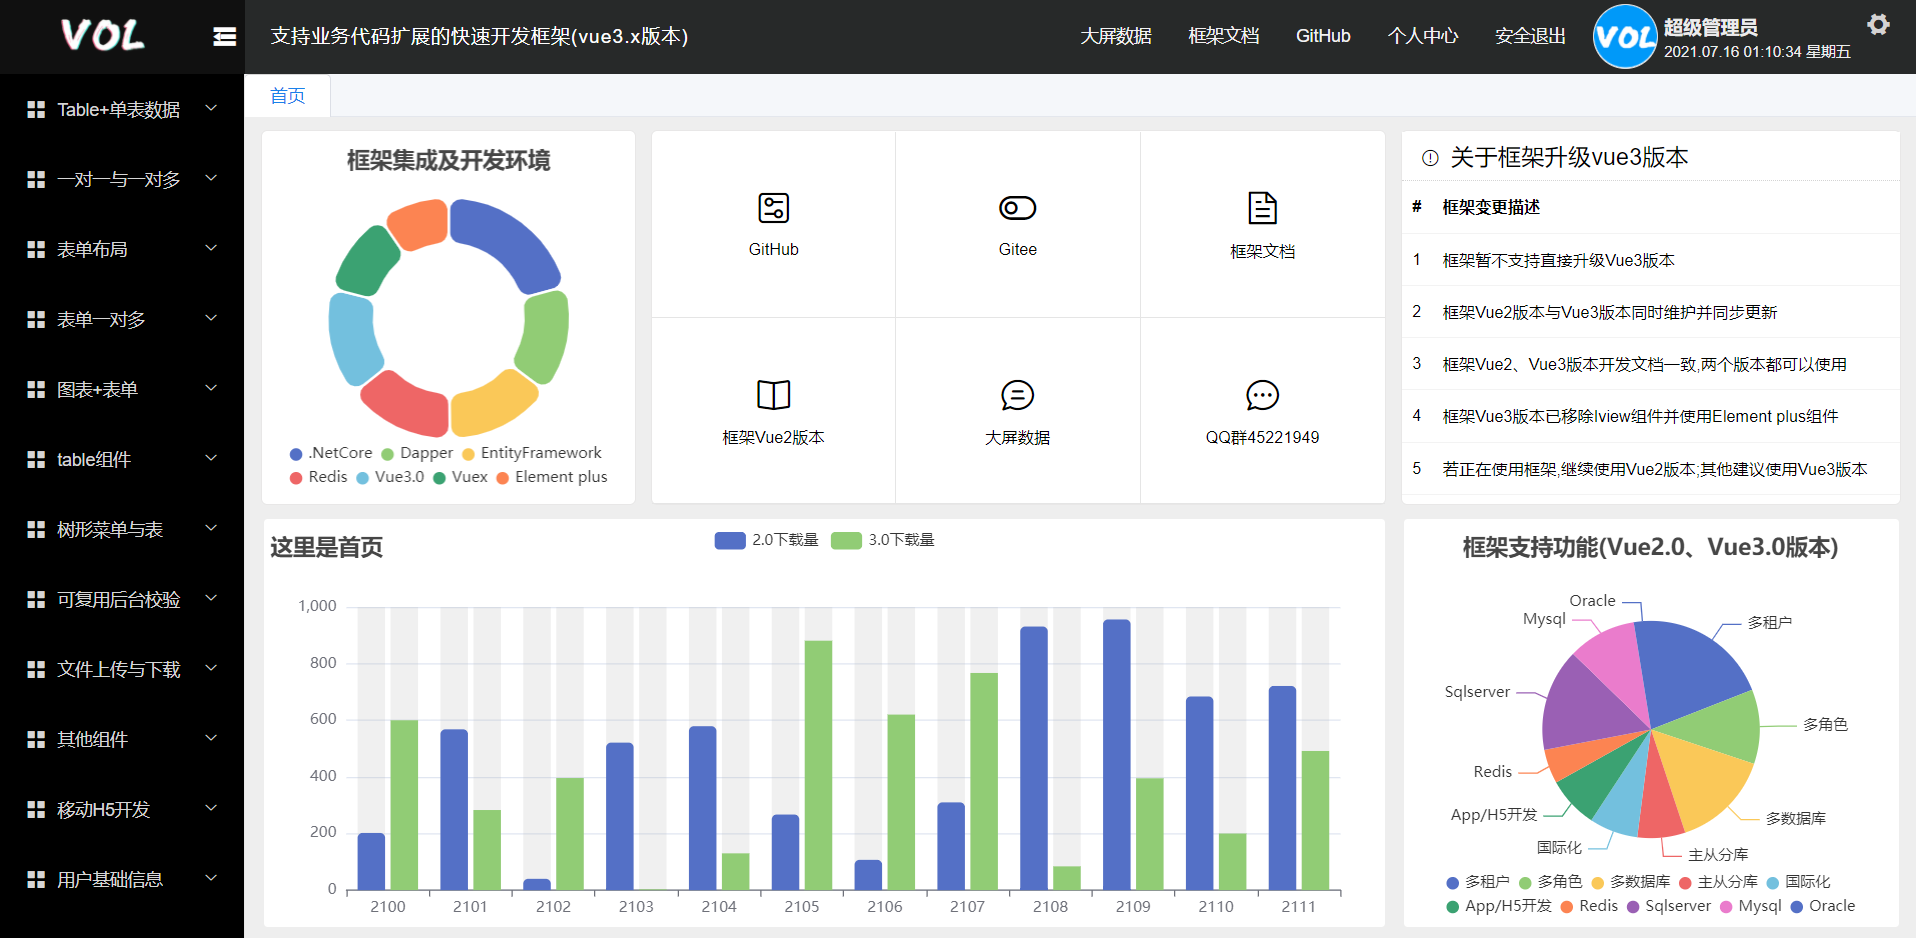 VOL
支持业务代码扩展的快速开发框架(vue3.x版本)
大屏数据
框架文档
GitHub
个人中心
安全退出
VOL
超级管理员
2021.07.16 01:10:34 星期五
Table+单表数据
一对一与一对多
表单布局
表单一对多
图表+表单
table组件
树形菜单与表
可复用后台校验
文件上传与下载
其他组件
移动H5开发
用户基础信息
首页
框架集成及开发环境
.NetCore Dapper EntityFramework
Redis Vue3.0 Vuex Element plus
GitHub
Gitee
框架文档
框架Vue2版本
大屏数据
QQ群45221949
关于框架升级vue3版本
# 框架变更描述
1 框架暂不支持直接升级Vue3版本
2 框架Vue2版本与Vue3版本同时维护并同步更新
3 框架Vue2、Vue3版本开发文档一致,两个版本都可以使用
4 框架Vue3版本已移除Iview组件并使用Element plus组件
5 若正在使用框架,继续使用Vue2版本;其他建议使用Vue3版本
这里是首页
2.0下载量 3.0下载量
1,000
800
600
400
200
0
2100 2101 2102 2103 2104 2105 2106 2107 2108 2109 2110 2111
框架支持功能(Vue2.0、Vue3.0版本)
Oracle
Mysql
多租户
Sqlserver
多角色
Redis
App/H5开发
多数据库
国际化
主从分库
多租户 多角色 多数据库 主从分库 国际化
App/H5开发 Redis Sqlserver Mysql Oracle